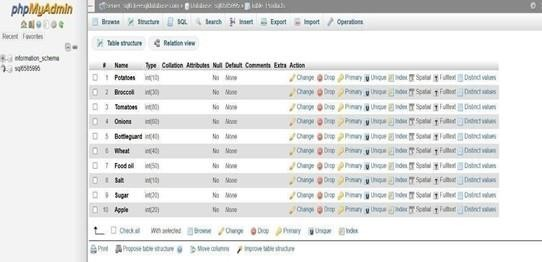 phpMyAdmin
Recent Favorites
information_schema
sql6505995
Browse Structure SQL Search Insert Export Import Operations
Table structure Relation view
# Name Type Collation Attributes Null Default Comments Extra Action
1 Potatoes int(10) No None Change Drop Primary Unique Index Spatial Fulltext Distinct values
2 Broccoli int(30) No None Change Drop Primary Unique Index Spatial Fulltext Distinct values
3 Tomatoes int(80) No None Change Drop Primary Unique Index Spatial Fulltext Distinct values
4 Onions int(60) No None Change Drop Primary Unique Index Spatial Fulltext Distinct values
5 Bottleguard int(40) No None Change Drop Primary Unique Index Spatial Fulltext Distinct values
6 Wheat int(40) No None Change Drop Primary Unique Index Spatial Fulltext Distinct values
7 Food oil int(50) No None Change Drop Primary Unique Index Spatial Fulltext Distinct values
8 Salt int(10) No None Change Drop Primary Unique Index Spatial Fulltext Distinct values
9 Sugar int(20) No None Change Drop Primary Unique Index Spatial Fulltext Distinct values
10 Apple int(20) No None Change Drop Primary Unique Index Spatial Fulltext Distinct values
Check all With selected: Browse Change Drop Primary Unique Index
Print Propose table structure Move columns Improve table structure